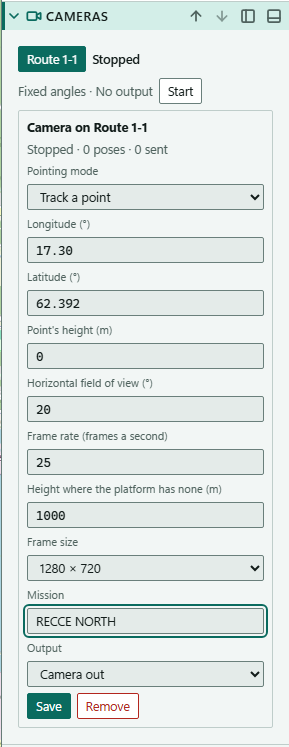 CAMERAS
Route 1-1 Stopped
Fixed angles · No output Start
Camera on Route 1-1
Stopped · 0 poses · 0 sent
Pointing mode
Track a point
Longitude (°)
17.30
Latitude (°)
62.392
Point's height (m)
0
Horizontal field of view (°)
20
Frame rate (frames a second)
25
Height where the platform has none (m)
1000
Frame size
1280 × 720
Mission
RECCE NORTH
Output
Camera out
Save Remove